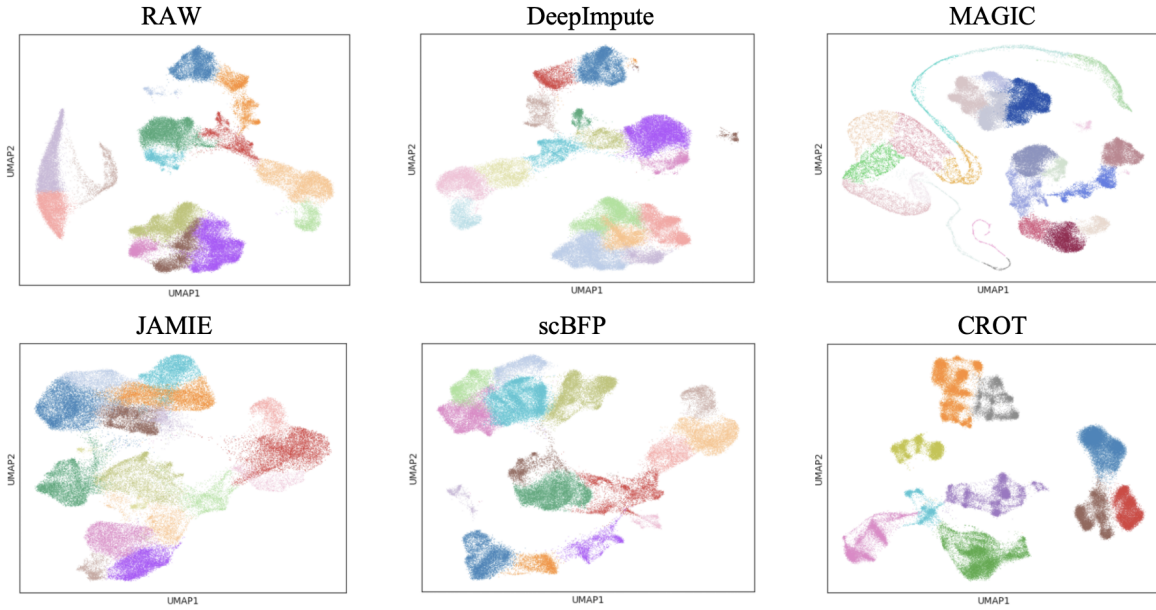 RAW
DeepImpute
MAGIC
UMAP2
UMAP1
UMAP2
UMAP1
UMAP2
UMAP1
JAMIE
scBFP
CROT
UMAP2
UMAP1
UMAP2
UMAP1
UMAP2
UMAP1